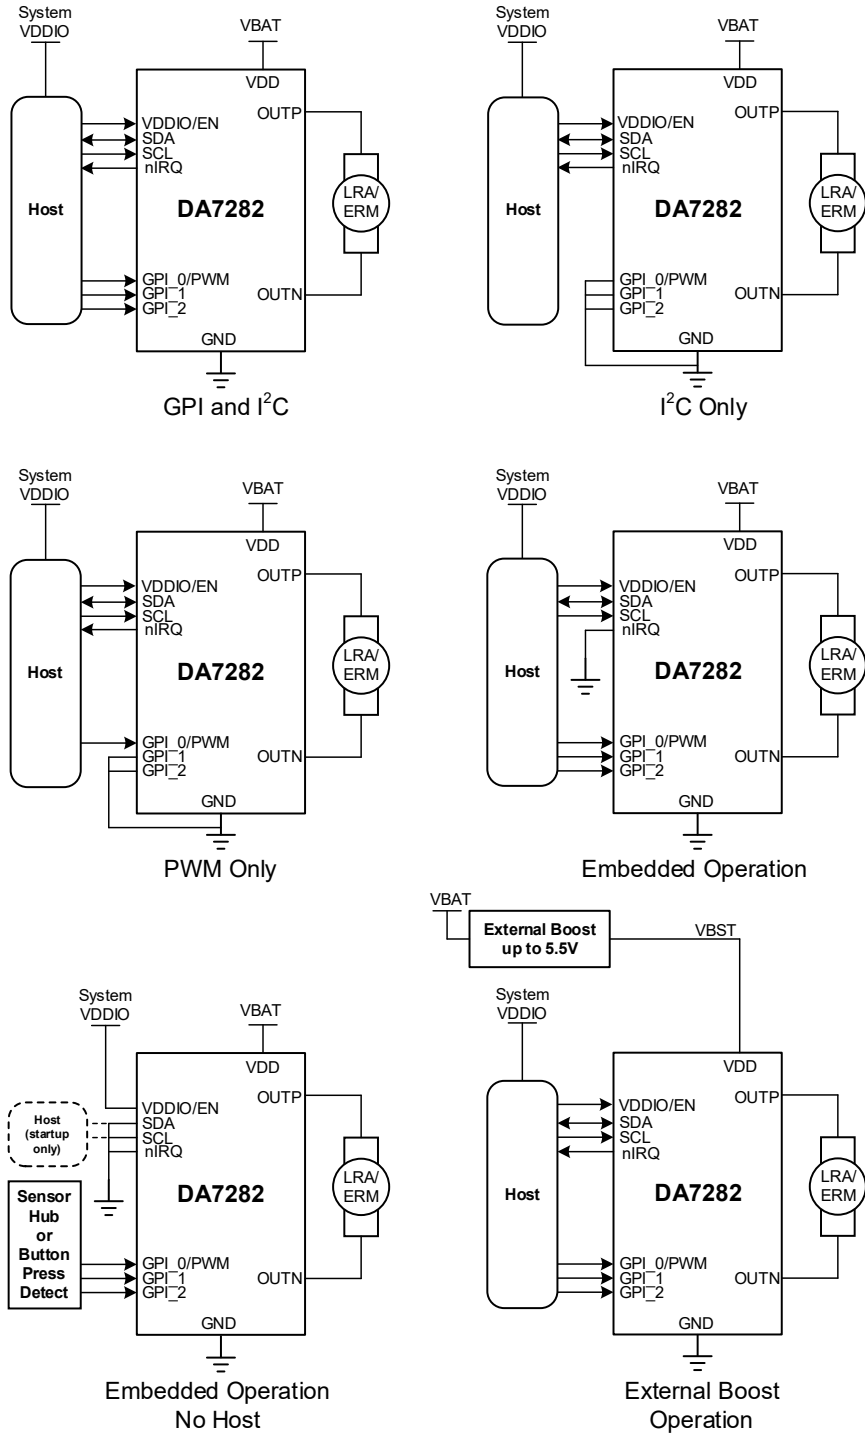 System
VDDIO
VBAT
VDD
OUTP
VDDIO/EN
SDA
SCL
nIRQ
Host
DA7282
LRA/
ERM
GPI_0/PWM
GPI_1
GPI_2
OUTN
GND
GPI and I²C
System
VDDIO
VBAT
VDD
OUTP
VDDIO/EN
SDA
SCL
nIRQ
Host
DA7282
LRA/
ERM
GPI_0/PWM
GPI_1
GPI_2
OUTN
GND
I²C Only
System
VDDIO
VBAT
VDD
OUTP
VDDIO/EN
SDA
SCL
nIRQ
Host
DA7282
LRA/
ERM
GPI_0/PWM
GPI_1
GPI_2
OUTN
GND
PWM Only
System
VDDIO
VBAT
VDD
OUTP
VDDIO/EN
SDA
SCL
nIRQ
Host
DA7282
LRA/
ERM
GPI_0/PWM
GPI_1
GPI_2
OUTN
GND
Embedded Operation
System
VDDIO
VBAT
VDD
OUTP
VDDIO/EN
SDA
SCL
nIRQ
Host
(startup
only)
DA7282
LRA/
ERM
Sensor
Hub
or
Button
Press
Detect
GPI_0/PWM
GPI_1
GPI_2
OUTN
GND
Embedded Operation
No Host
VBAT
External Boost
up to 5.5V
VBST
System
VDDIO
VDD
OUTP
VDDIO/EN
SDA
SCL
nIRQ
Host
DA7282
LRA/
ERM
GPI_0/PWM
GPI_1
GPI_2
OUTN
GND
External Boost
Operation